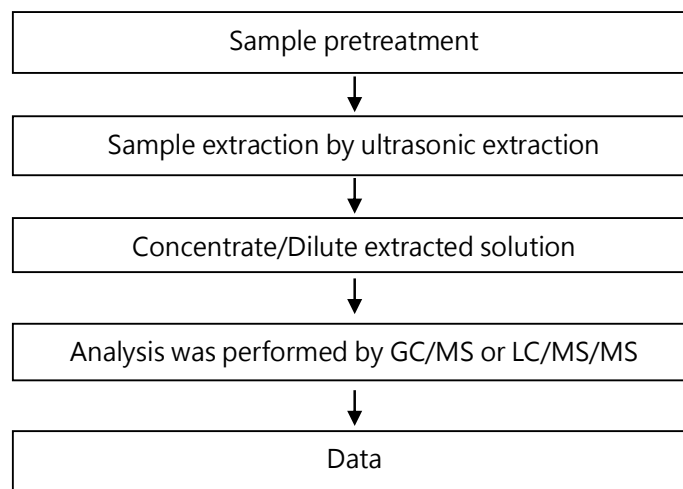 Sample pretreatment
Sample extraction by ultrasonic extraction
Concentrate/Dilute extracted solution
Analysis was performed by GC/MS or LC/MS/MS
Data